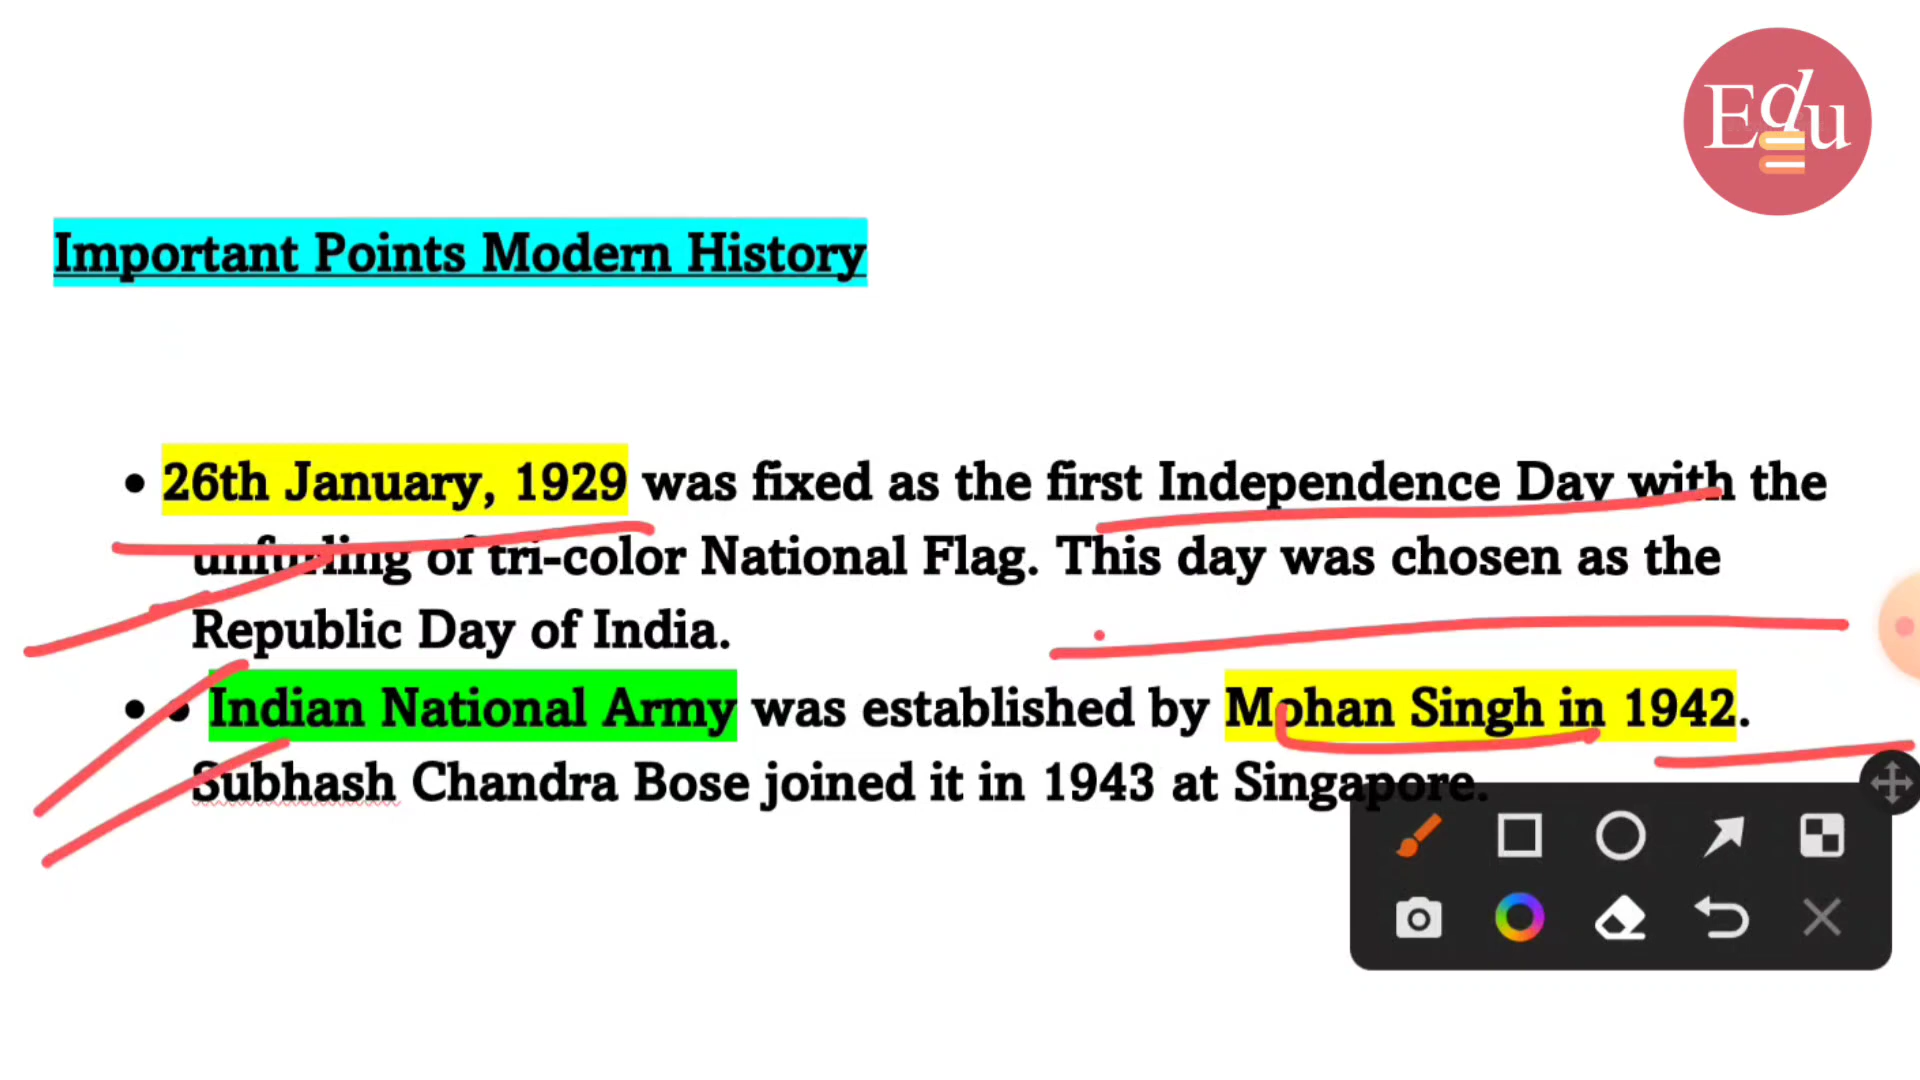 Edu
Important Points Modern History
• 26th January, 1929 was fixed as the first Independence Day with the
unfurling of tri-color National Flag. This day was chosen as the
Republic Day of India.
• • Indian National Army was established by Mohan Singh in 1942.
Subhash Chandra Bose joined it in 1943 at Singapore.